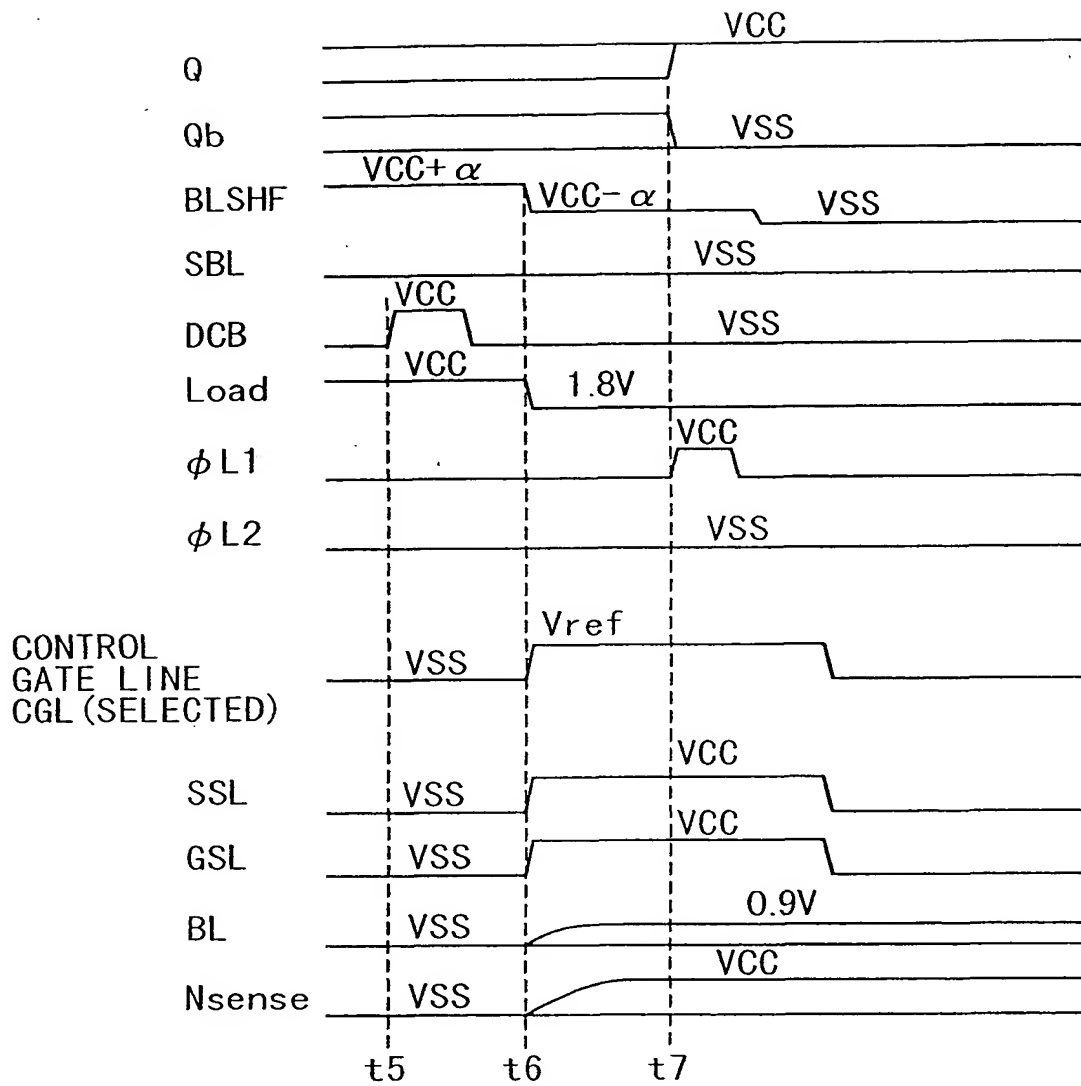 VCC
Q
Qb VSS
VCC+α
BLSHF VCC-α VSS
SBL VSS
VCC
DCB VSS
VCC
Load 1.8V
VCC
φL1
φL2 VSS
Vref
CONTROL
GATE LINE
CGL(SELECTED)
VSS
VCC
SSL VSS
VCC
GSL VSS
0.9V
BL VSS
VCC
Nsense VSS
t5 t6 t7